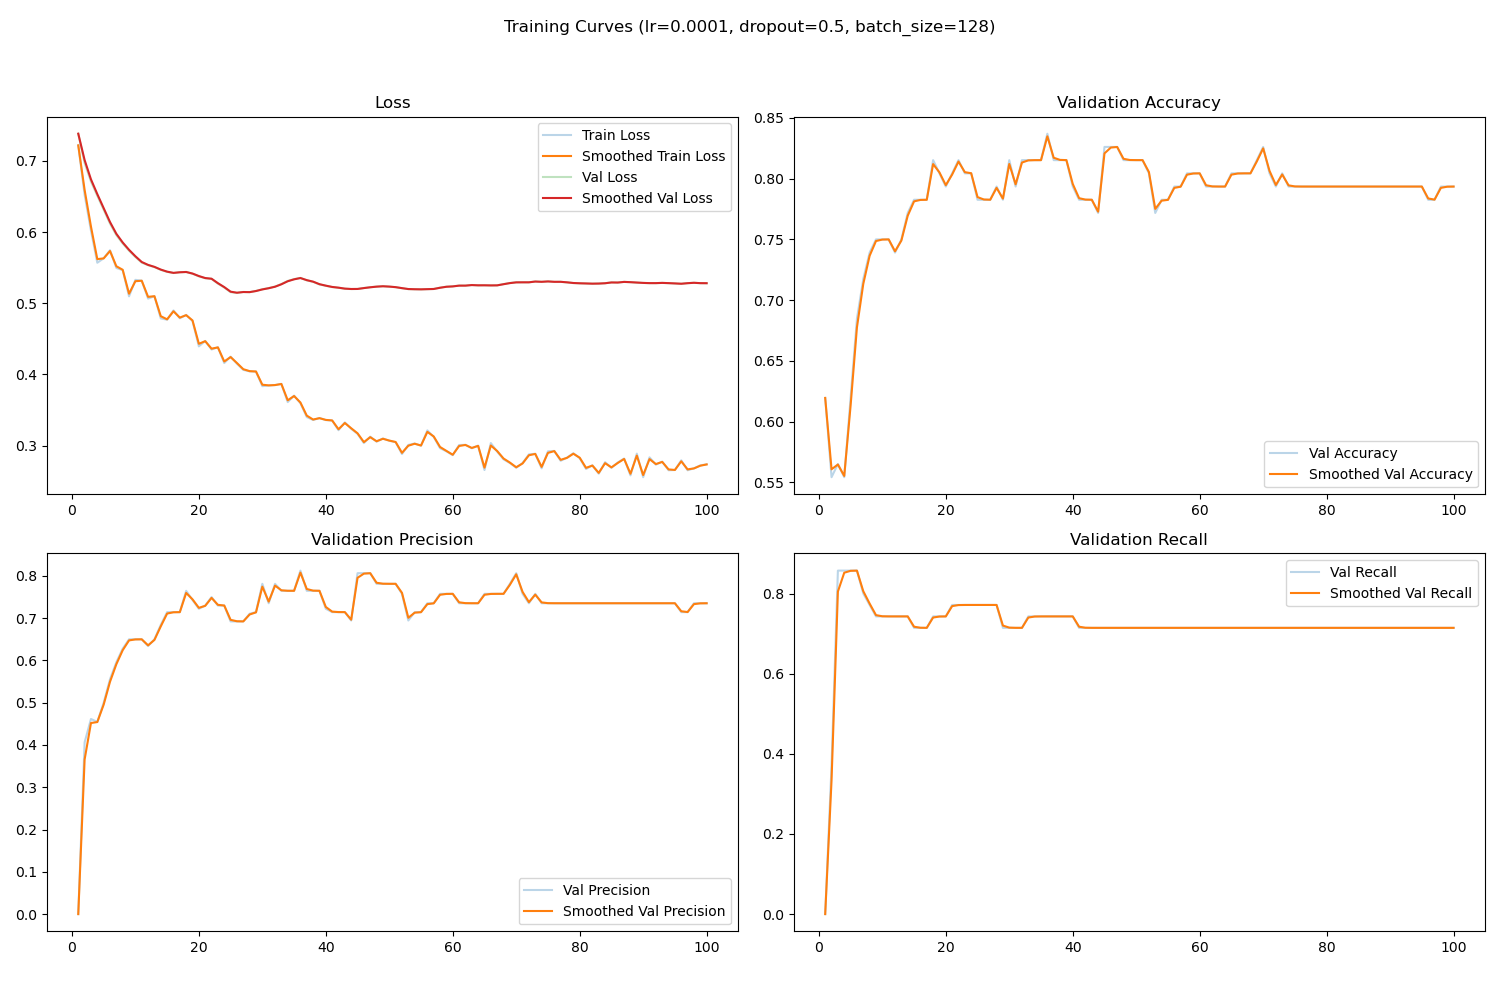 Training Curves (lr=0.0001, dropout=0.5, batch_size=128)
Loss
Train Loss
Smoothed Train Loss
Val Loss
Smoothed Val Loss
0.7
0.6
0.5
0.4
0.3
0 20 40 60 80 100
Validation Accuracy
0.85
0.80
0.75
0.70
0.65
0.60
0.55
Val Accuracy
Smoothed Val Accuracy
0 20 40 60 80 100
Validation Precision
0.8
0.7
0.6
0.5
0.4
0.3
0.2
0.1
0.0
Val Precision
Smoothed Val Precision
0 20 40 60 80 100
Validation Recall
Val Recall
Smoothed Val Recall
0.8
0.6
0.4
0.2
0.0
0 20 40 60 80 100